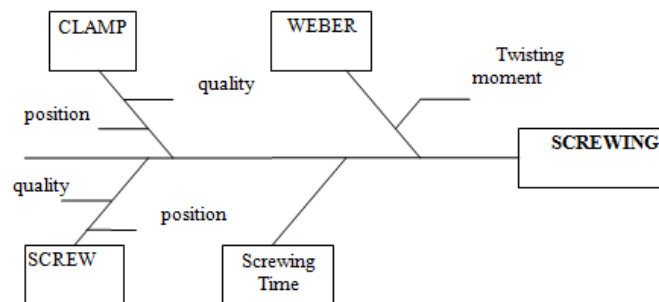 CLAMP
WEBER
quality
Twisting
moment
position
SCREWING
quality
position
SCREW
Screwing
Time